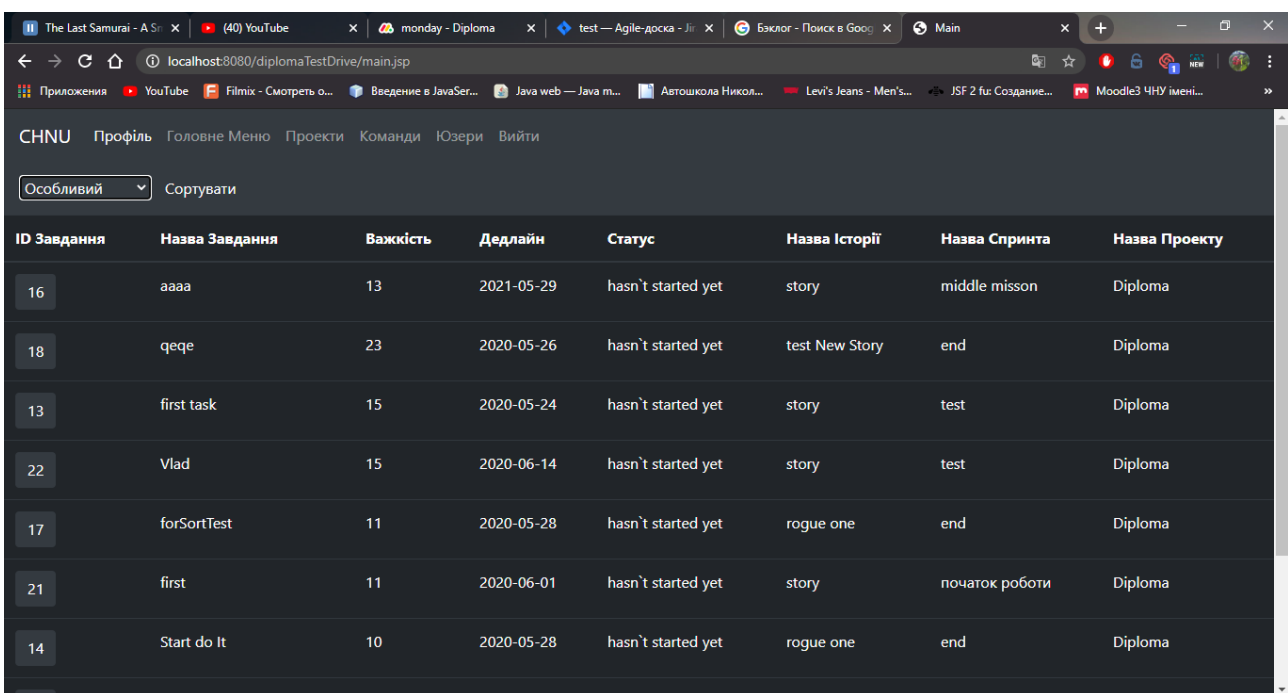 The Last Samurai - A Sn (40) YouTube monday - Diploma test — Agile-доска - Jir Бэклог - Поиск в Goog Main
localhost:8080/diplomaTestDrive/main.jsp
Приложения YouTube Filmix - Смотреть о... Введение в JavaSer... Java web — Java m... Автошкола Никол... Levi's Jeans - Men's... JSF 2 fu: Создание... Moodle3 ЧНУ імені... »
CHNU Профіль Головне Меню Проекти Команди Юзери Вийти
Особливий Сортувати
ID Завдання Назва Завдання Важкість Дедлайн Статус Назва Історії Назва Спринта Назва Проекту
16 aaaa 13 2021-05-29 hasn`t started yet story middle misson Diploma
18 qeqe 23 2020-05-26 hasn`t started yet test New Story end Diploma
13 first task 15 2020-05-24 hasn`t started yet story test Diploma
22 Vlad 15 2020-06-14 hasn`t started yet story test Diploma
17 forSortTest 11 2020-05-28 hasn`t started yet rogue one end Diploma
21 first 11 2020-06-01 hasn`t started yet story початок роботи Diploma
14 Start do It 10 2020-05-28 hasn`t started yet rogue one end Diploma